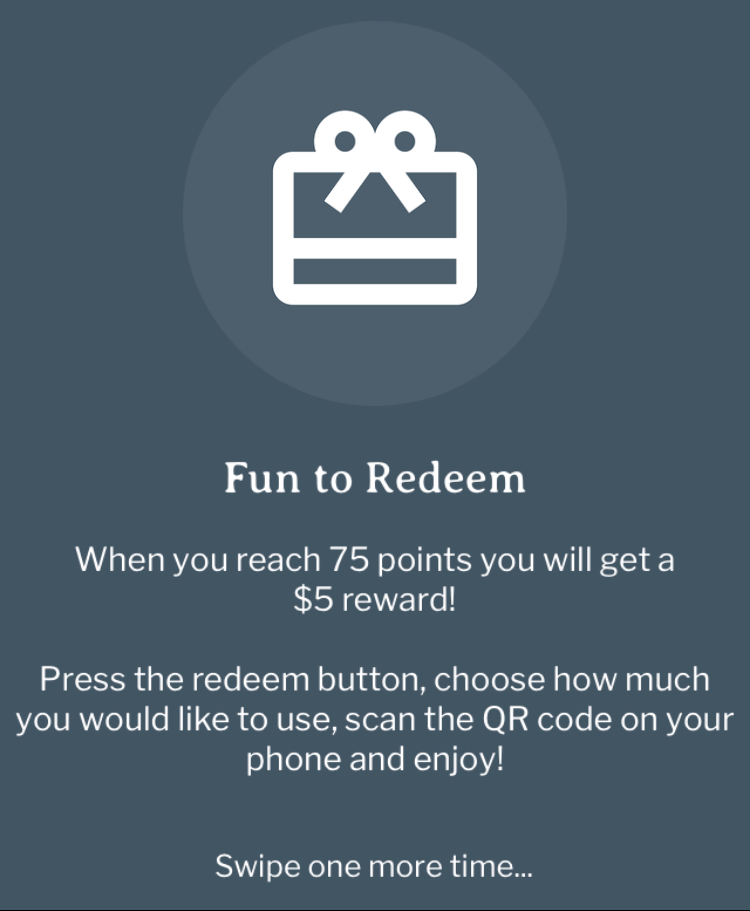 Fun to Redeem
When you reach 75 points you will get a
$5 reward!
Press the redeem button, choose how much
you would like to use, scan the QR code on your
phone and enjoy!
Swipe one more time...